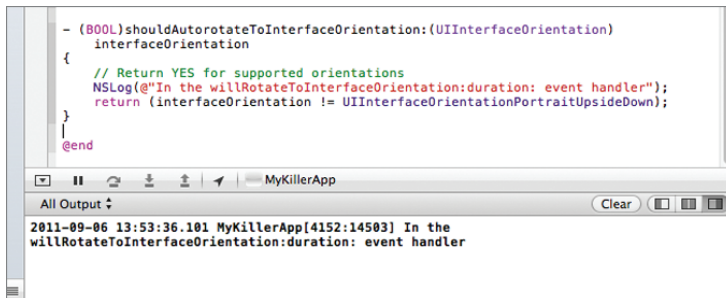 - (BOOL)shouldAutorotateToInterfaceOrientation:(UIInterfaceOrientation)
interfaceOrientation
{
// Return YES for supported orientations
NSLog(@"In the willRotateToInterfaceOrientation:duration: event handler");
return (interfaceOrientation != UIInterfaceOrientationPortraitUpsideDown);
}
@end
MyKillerApp
All Output
Clear
2011-09-06 13:53:36.101 MyKillerApp[4152:14503] In the
willRotateToInterfaceOrientation:duration: event handler